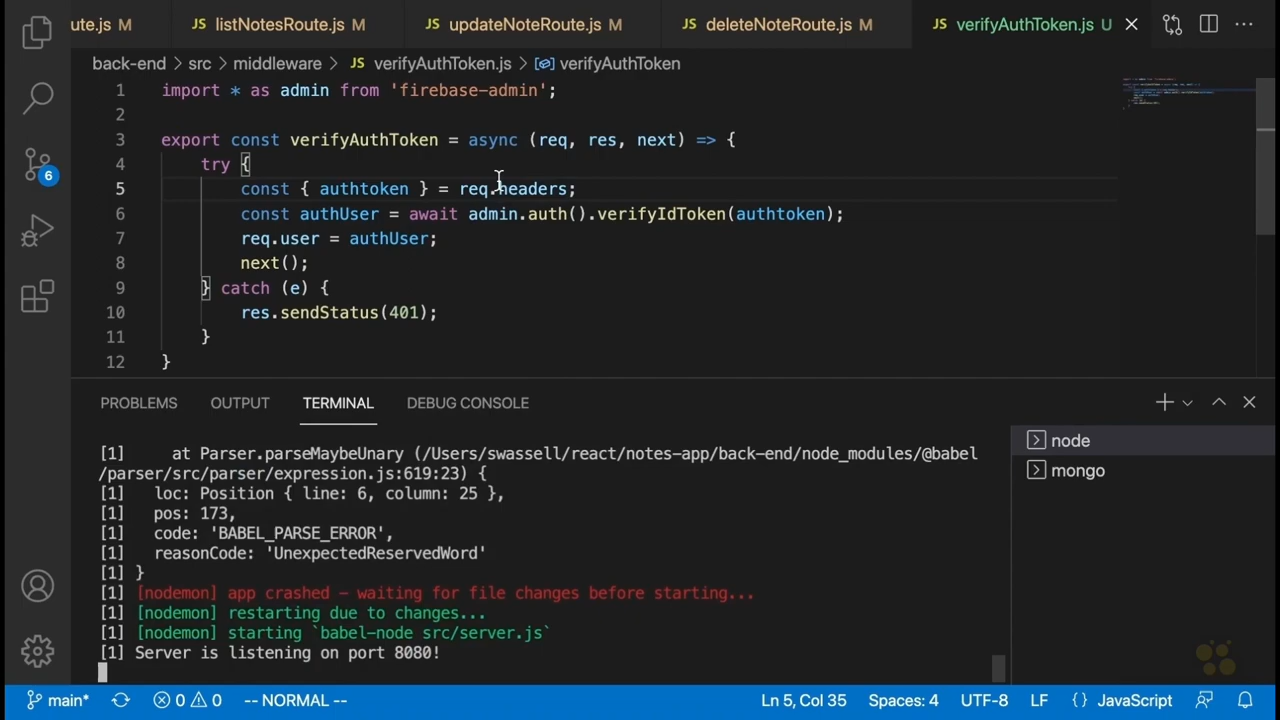 ute.js M
JS listNotesRoute.js M
JS updateNoteRoute.js M
JS deleteNoteRoute.js M
JS verifyAuthToken.js U
back-end > src > middleware > JS verifyAuthToken.js > verifyAuthToken
1 import * as admin from 'firebase-admin';
2
3 export const verifyAuthToken = async (req, res, next) => {
4 try {
5 const { authtoken } = req.headers;
6 const authUser = await admin.auth().verifyIdToken(authtoken);
7 req.user = authUser;
8 next();
9 } catch (e) {
10 res.sendStatus(401);
11 }
12 }
6
PROBLEMS OUTPUT TERMINAL DEBUG CONSOLE
[1] at Parser.parseMaybeUnary (/Users/swassell/react/notes-app/back-end/node_modules/@babel
/parser/src/parser/expression.js:619:23) {
[1] loc: Position { line: 6, column: 25 },
[1] pos: 173,
[1] code: 'BABEL_PARSE_ERROR',
[1] reasonCode: 'UnexpectedReservedWord'
[1] }
[1] [nodemon] app crashed - waiting for file changes before starting...
[1] [nodemon] restarting due to changes...
[1] [nodemon] starting `babel-node src/server.js`
[1] Server is listening on port 8080!
node
mongo
main* 0 0 -- NORMAL -- Ln 5, Col 35 Spaces: 4 UTF-8 LF {} JavaScript